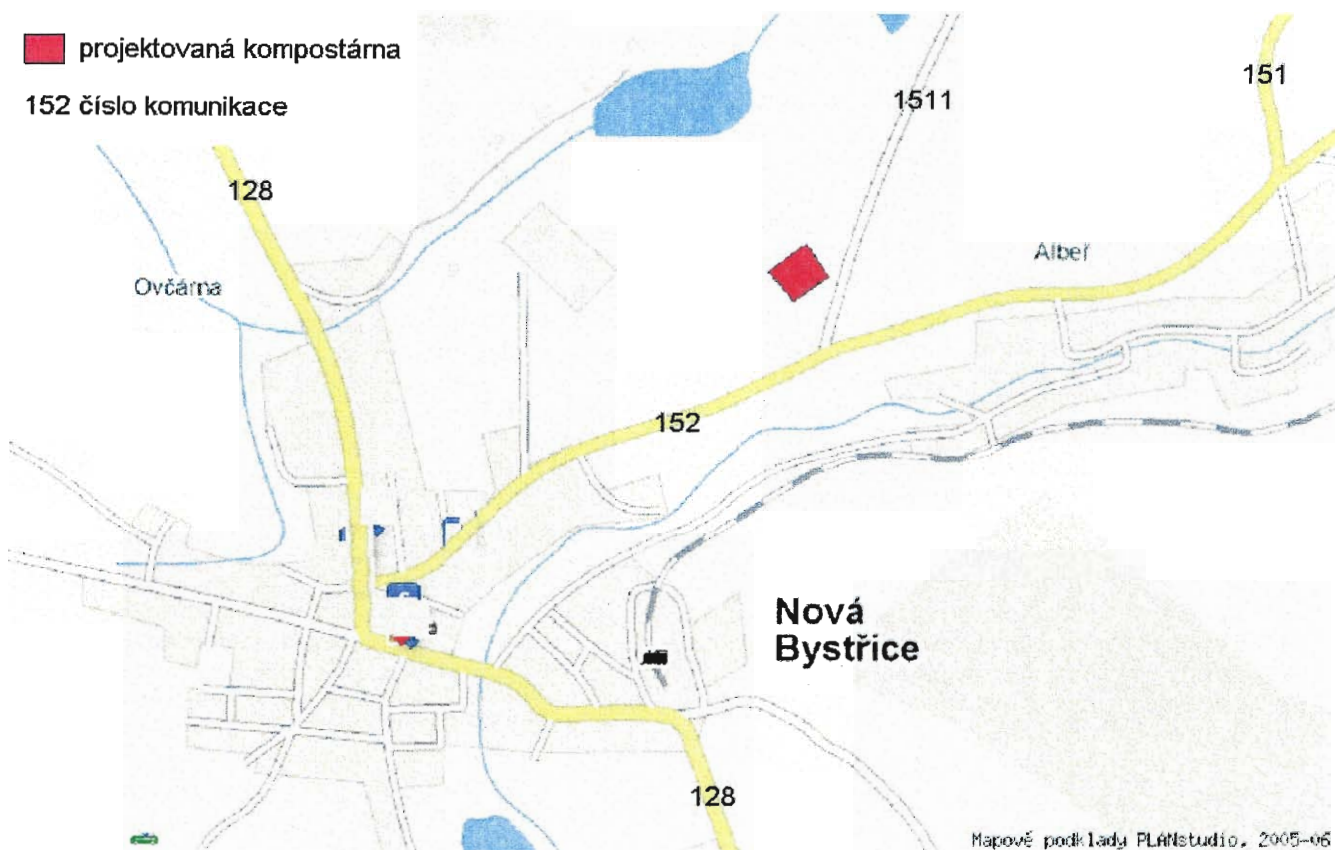 projektovaná kompostárna
152 číslo komunikace
151
1511
128
Albeř
Ovčárna
152
Nová
Bystřice
128
Mapové podklady PLANstudio, 2005-06